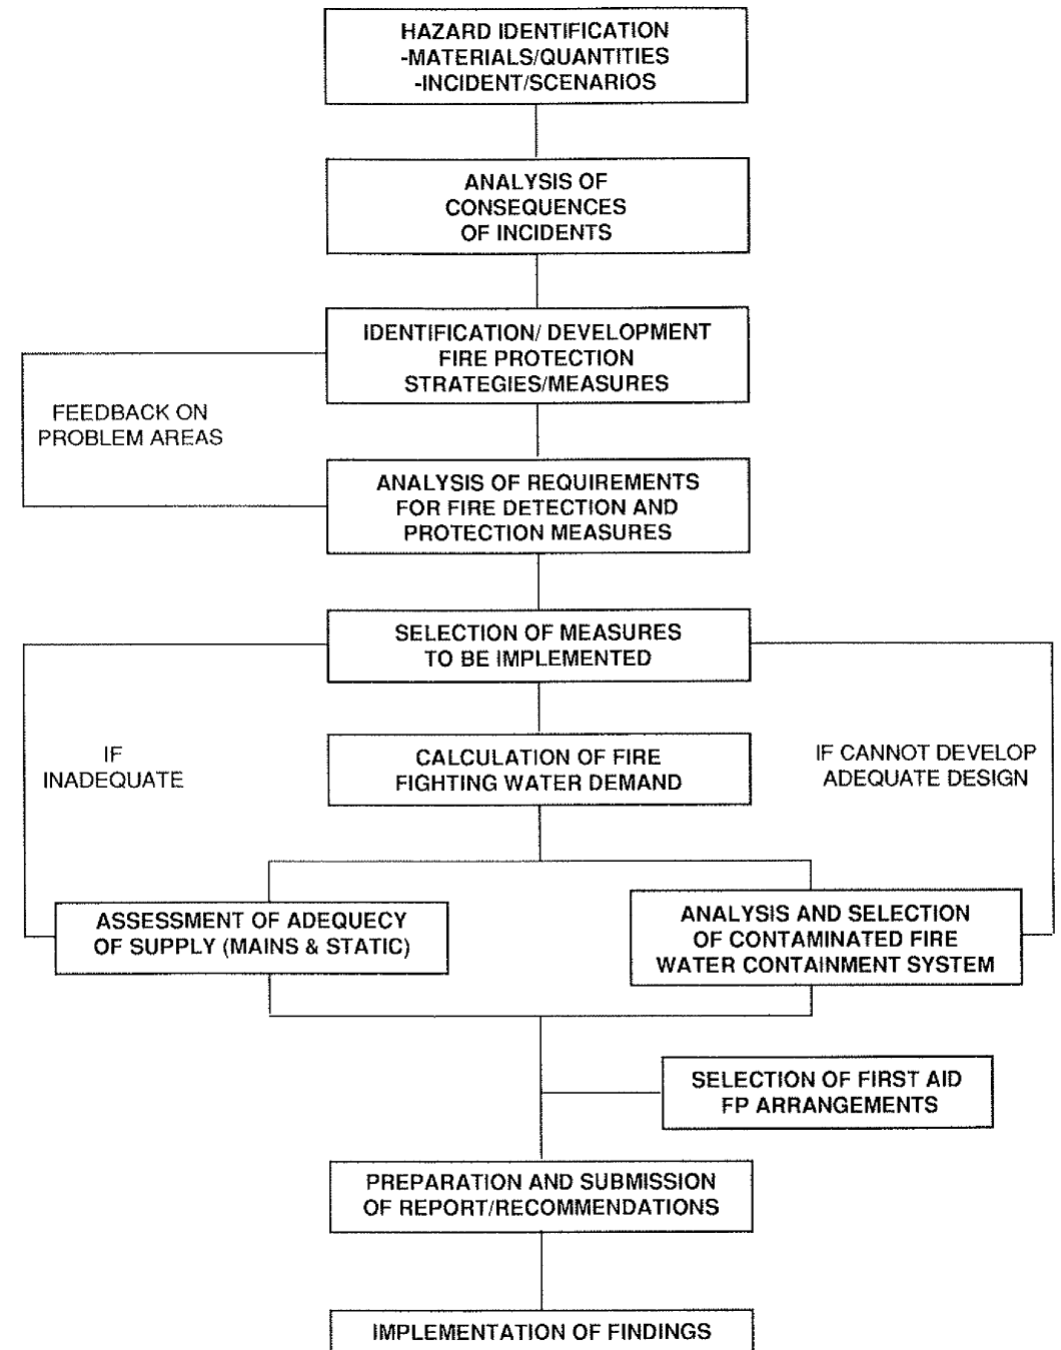 HAZARD IDENTIFICATION
-MATERIALS/QUANTITIES
-INCIDENT/SCENARIOS
ANALYSIS OF
CONSEQUENCES
OF INCIDENTS
IDENTIFICATION/ DEVELOPMENT
FIRE PROTECTION
STRATEGIES/MEASURES
FEEDBACK ON
PROBLEM AREAS
ANALYSIS OF REQUIREMENTS
FOR FIRE DETECTION AND
PROTECTION MEASURES
SELECTION OF MEASURES
TO BE IMPLEMENTED
IF
INADEQUATE
CALCULATION OF FIRE
FIGHTING WATER DEMAND
IF CANNOT DEVELOP
ADEQUATE DESIGN
ASSESSMENT OF ADEQUECY
OF SUPPLY (MAINS & STATIC)
ANALYSIS AND SELECTION
OF CONTAMINATED FIRE
WATER CONTAINMENT SYSTEM
SELECTION OF FIRST AID
FP ARRANGEMENTS
PREPARATION AND SUBMISSION
OF REPORT/RECOMMENDATIONS
IMPLEMENTATION OF FINDINGS